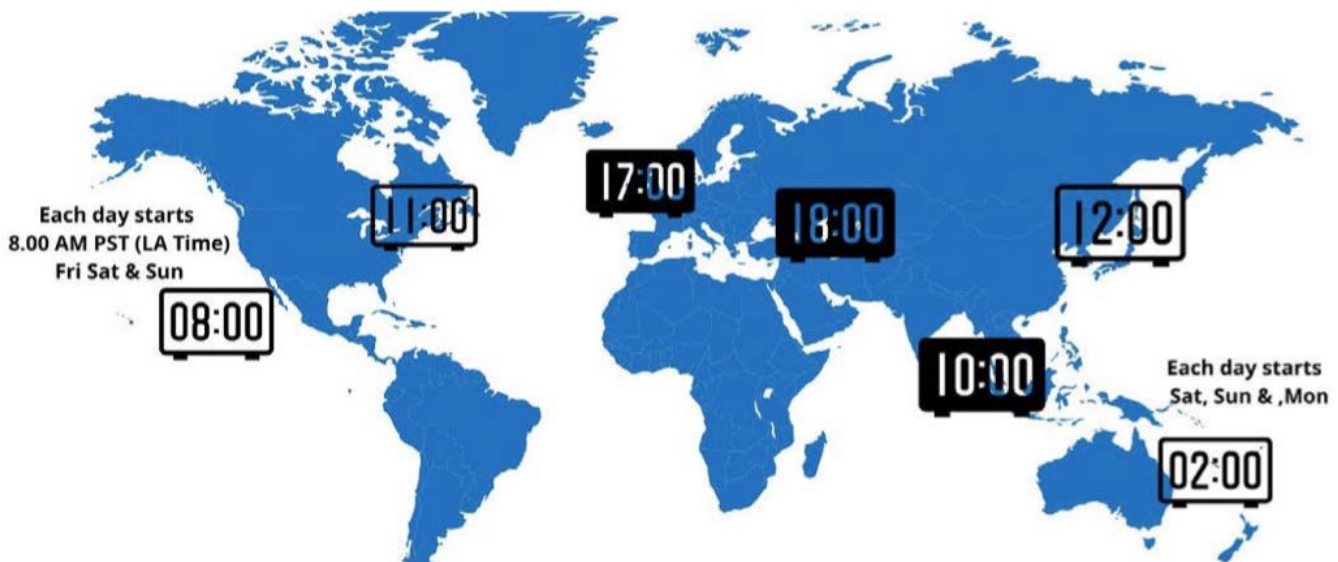 17:00
11:00
18:00
12:00
Each day starts
8.00 AM PST (LA Time)
Fri Sat & Sun
08:00
10:00
Each day starts
Sat, Sun & ,Mon
02:00